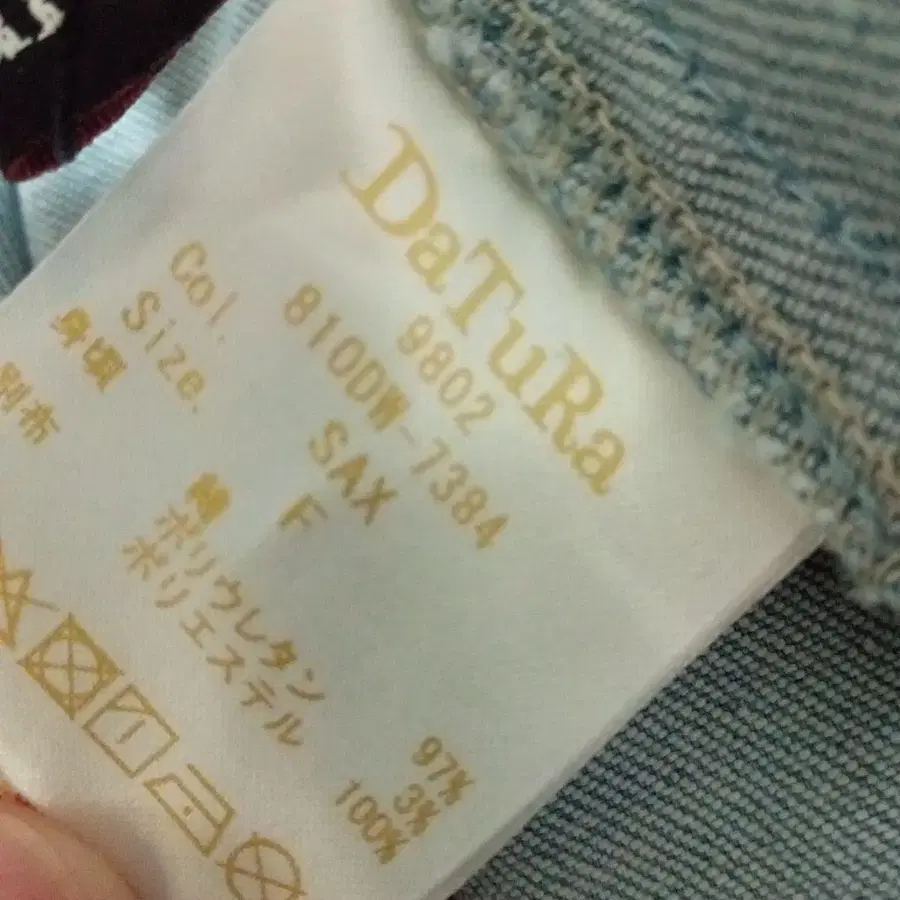 DaTuRa
9802
810DW-7384
Col. SAX
Size. F
身頃 綿 97%
ポリウレタン 3%
別布 ポリエステル 100%